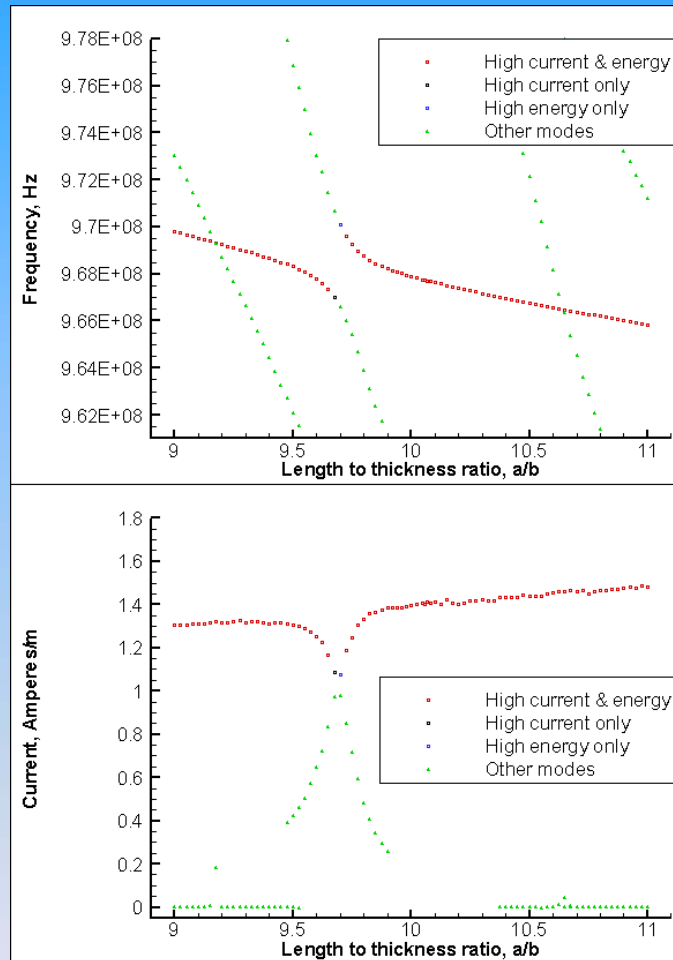 9.78E+08
9.76E+08
9.74E+08
9.72E+08
9.7E+08
9.68E+08
9.66E+08
9.64E+08
9.62E+08
Frequency, Hz
High current & energy
High current only
High energy only
Other modes
9
9.5
10
10.5
11
Length to thickness ratio, a/b
1.8
1.6
1.4
1.2
1
0.8
0.6
0.4
0.2
0
Current, Amperes/m
High current & energy
High current only
High energy only
Other modes
9
9.5
10
10.5
11
Length to thickness ratio, a/b